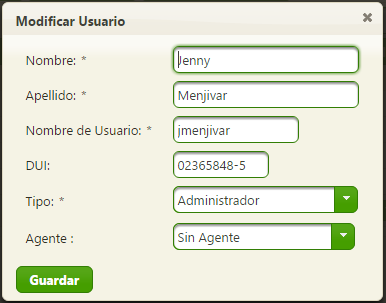 Modificar Usuario
Nombre: * Jenny
Apellido: * Menjivar
Nombre de Usuario: * jmenjivar
DUI: 02365848-5
Tipo: * Administrador
Agente : Sin Agente
Guardar